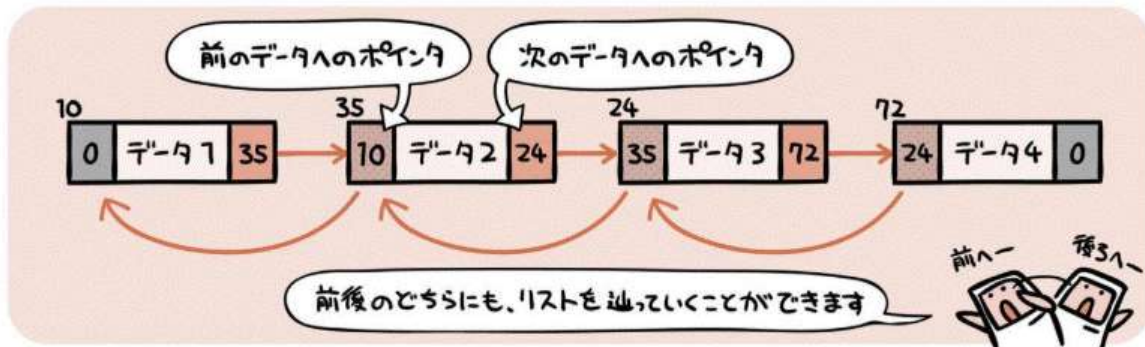 前のデータへのポインタ
次のデータへのポインタ
10
35
24
72
0 データ1 35
10 データ2 24
35 データ3 72
24 データ4 0
前へー
後ろへー
前後のどちらにも、リストを辿っていくことができます